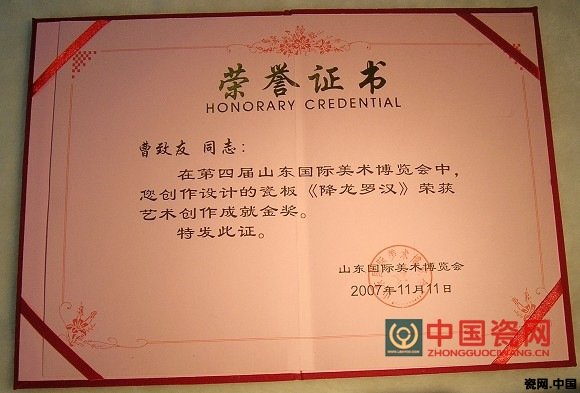 荣誉证书
HONORARY CREDENTIAL
曹致友 同志：
在第四届山东国际美术博览会中，
您创作设计的瓷板《降龙罗汉》荣获
艺术创作成就金奖。
特发此证。
山东国际美术博览会
2007年11月11日
中国瓷网
ZHONGGUOCIWANG.CN
瓷网.中国